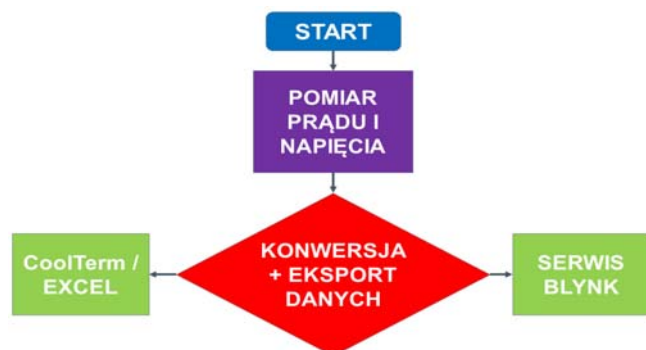 START
POMIAR
PRĄDU I
NAPIĘCIA
KONWERSJA
+ EKSPORT
DANYCH
CoolTerm /
EXCEL
SERWIS
BLYNK